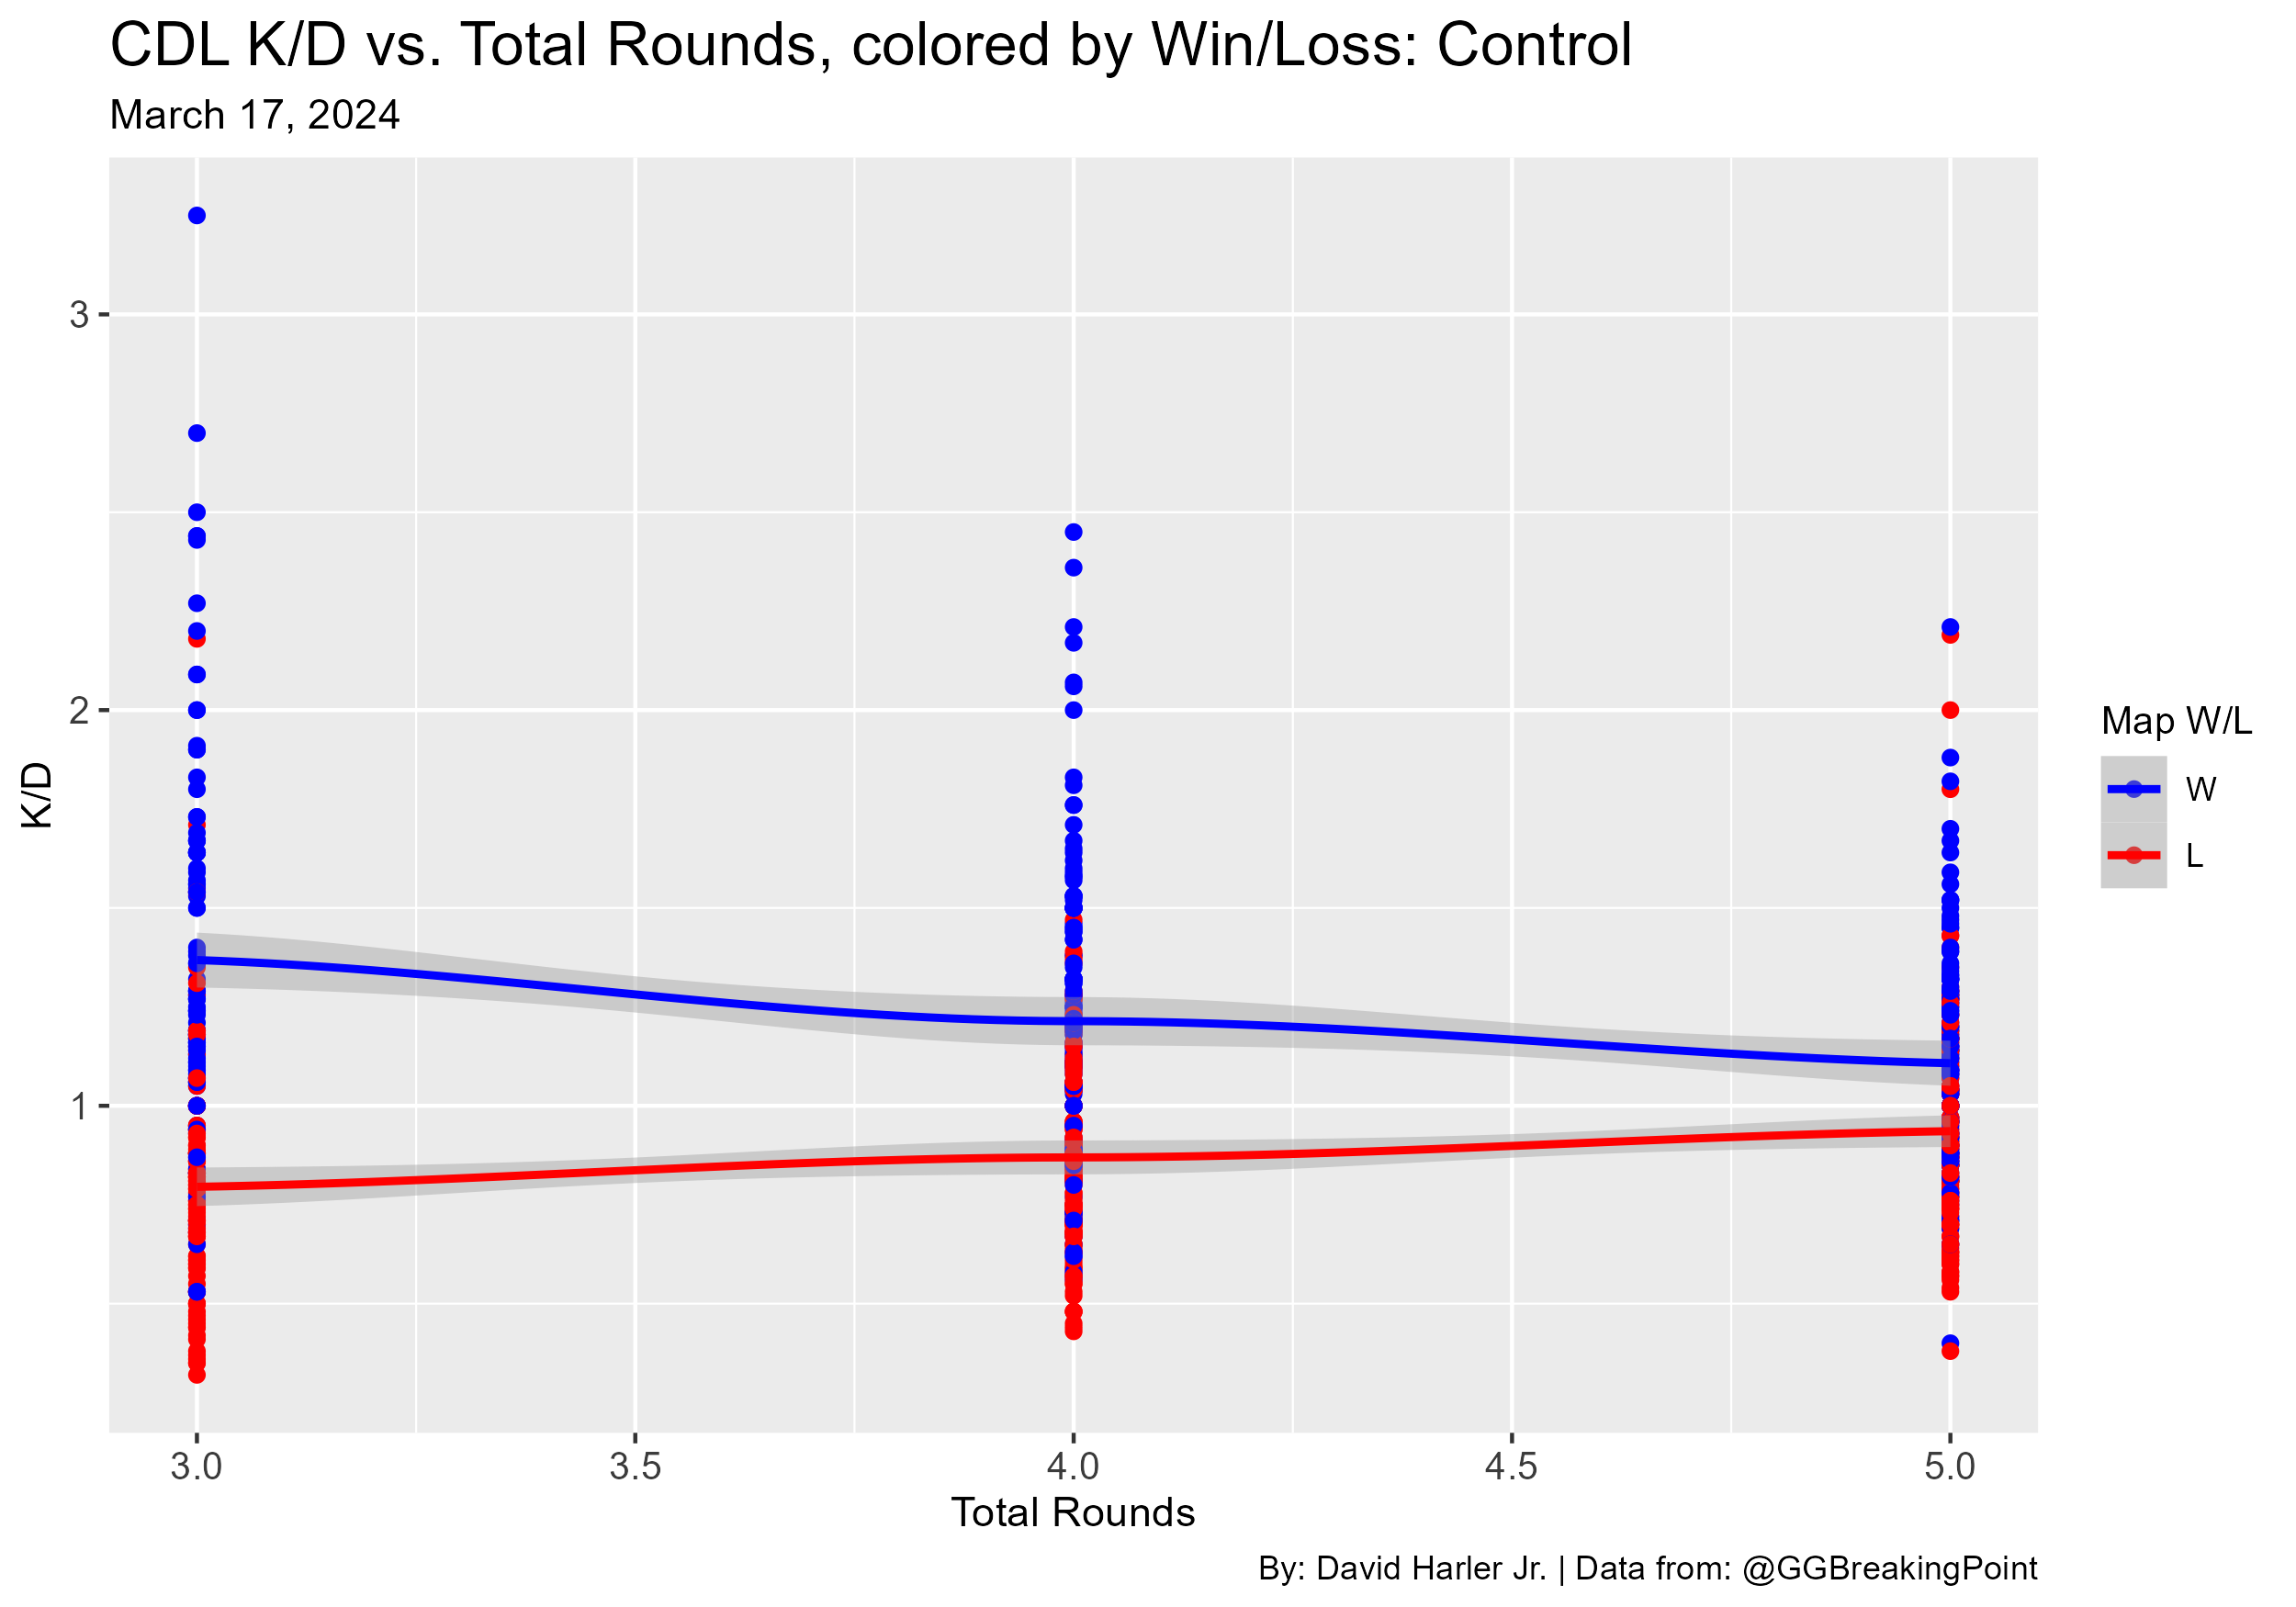 CDL K/D vs. Total Rounds, colored by Win/Loss: Control
March 17, 2024
K/D
3
2
1
3.0
3.5
4.0
4.5
5.0
Total Rounds
Map W/L
W
L
By: David Harler Jr. | Data from: @GGBreakingPoint